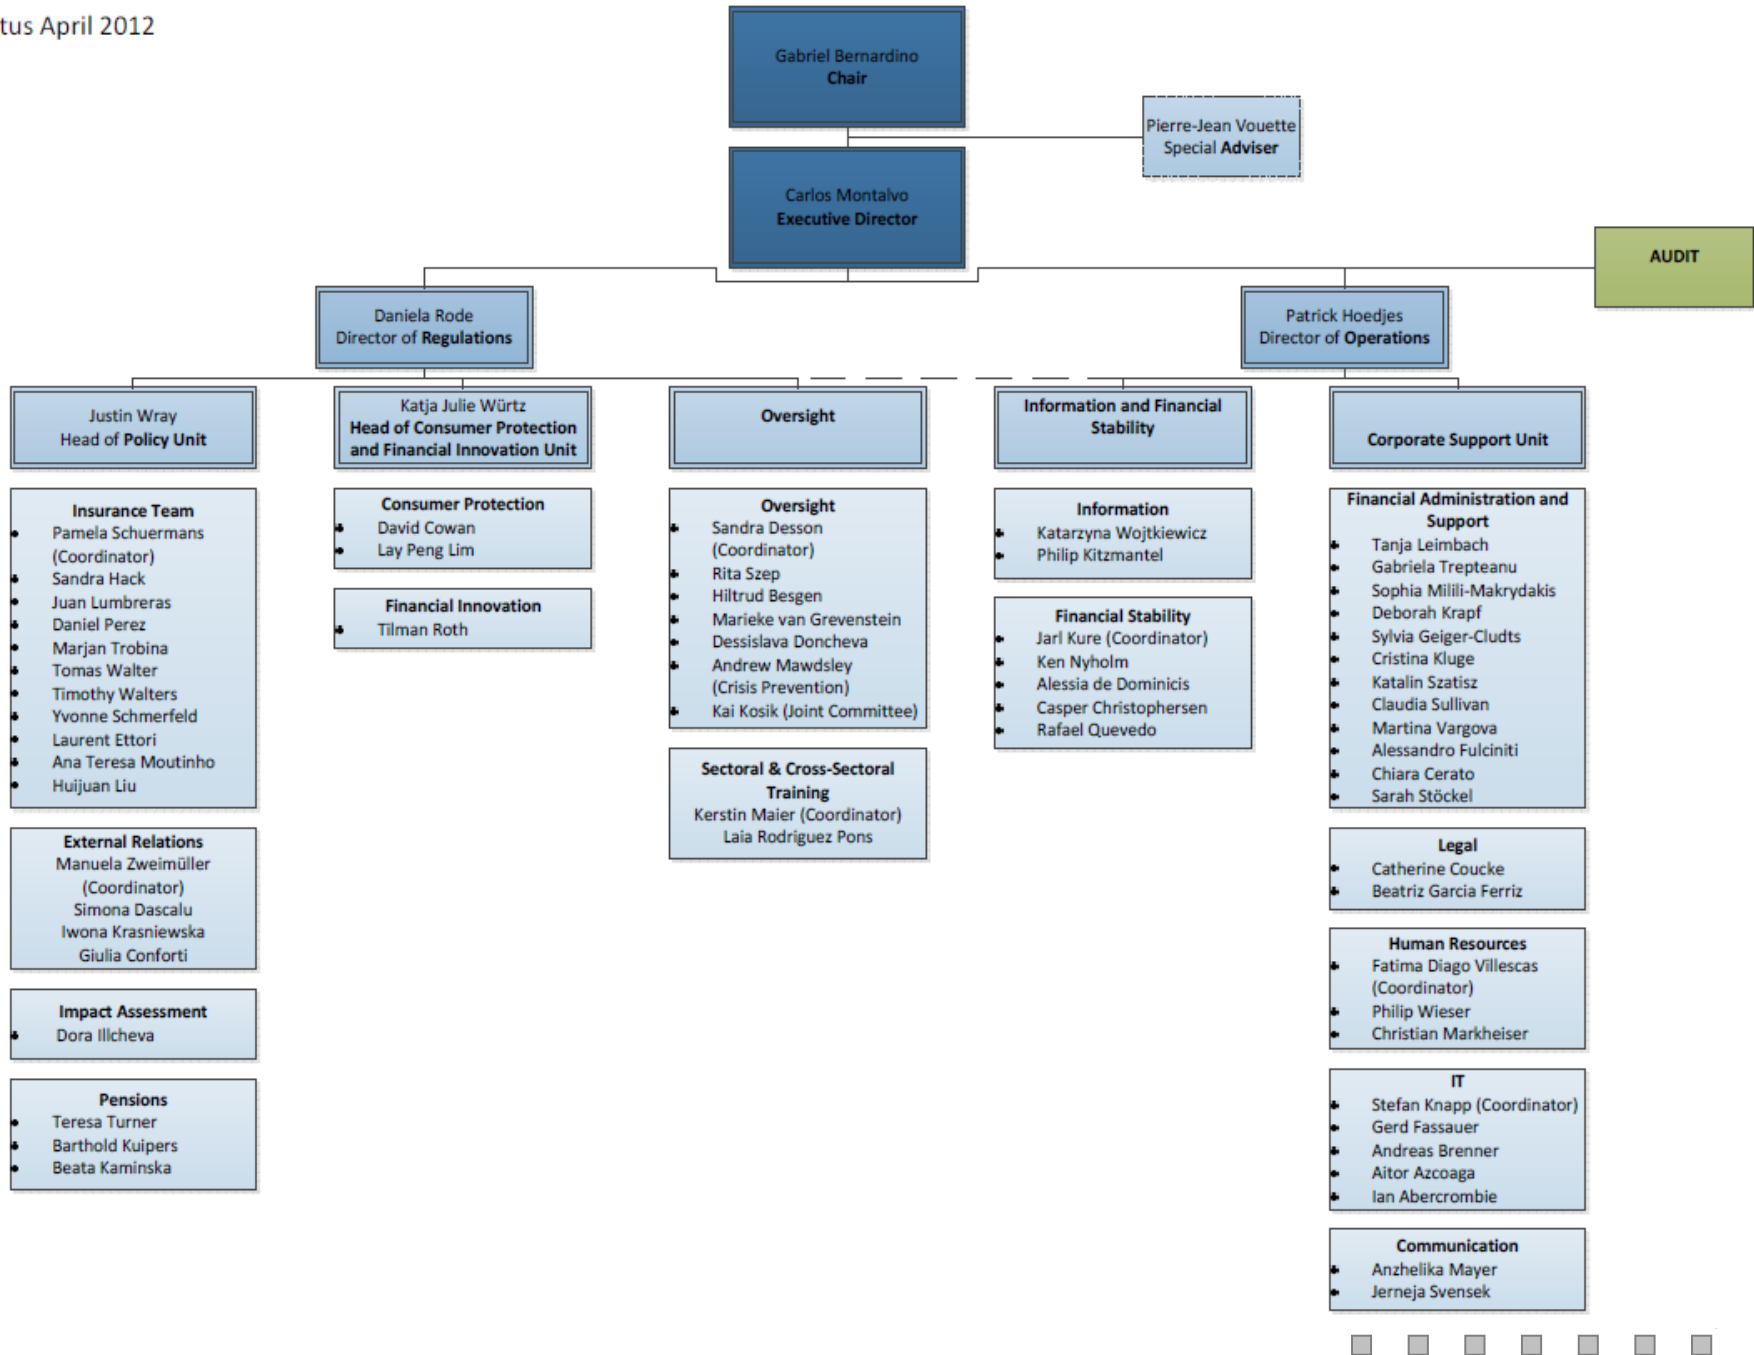 tus April 2012
Gabriel Bernardino
Chair
Pierre-Jean Vouette
Special Adviser
Carlos Montalvo
Executive Director
AUDIT
Daniela Rode
Director of Regulations
Patrick Hoedjes
Director of Operations
Justin Wray
Head of Policy Unit
Katja Julie Würtz
Head of Consumer Protection
and Financial Innovation Unit
Oversight
Information and Financial
Stability
Corporate Support Unit
Insurance Team
Pamela Schuermans
(Coordinator)
Sandra Hack
Juan Lumbreras
Daniel Perez
Marjan Trobina
Tomas Walter
Timothy Walters
Yvonne Schmerfeld
Laurent Ettori
Ana Teresa Moutinho
Huijuan Liu
External Relations
Manuela Zweimüller
(Coordinator)
Simona Dascalu
Iwona Krasniewska
Giulia Conforti
Impact Assessment
Dora Illcheva
Pensions
Teresa Turner
Barthold Kuipers
Beata Kaminska
Consumer Protection
David Cowan
Lay Peng Lim
Financial Innovation
Tilman Roth
Oversight
Sandra Desson
(Coordinator)
Rita Szep
Hiltrud Besgen
Marieke van Grevenstein
Dessislava Doncheva
Andrew Mawdsley
(Crisis Prevention)
Kai Kosik (Joint Committee)
Sectoral & Cross-Sectoral
Training
Kerstin Maier (Coordinator)
Laia Rodriguez Pons
Information
Katarzyna Wojtkiewicz
Philip Kitzmantel
Financial Stability
Jarl Kure (Coordinator)
Ken Nyholm
Alessia de Dominicis
Casper Christophersen
Rafael Quevedo
Financial Administration and
Support
Tanja Leimbach
Gabriela Trepteanu
Sophia Milili-Makrydakis
Deborah Krapf
Sylvia Geiger-Cludts
Cristina Kluge
Katalin Szatisz
Claudia Sullivan
Martina Vargova
Alessandro Fulciniti
Chiara Cerato
Sarah Stöckel
Legal
Catherine Coucke
Beatriz Garcia Ferriz
Human Resources
Fatima Diago Villescas
(Coordinator)
Philip Wieser
Christian Markheiser
IT
Stefan Knapp (Coordinator)
Gerd Fassauer
Andreas Brenner
Aitor Azcoaga
Ian Abercrombie
Communication
Anzhelika Mayer
Jerneja Svensek